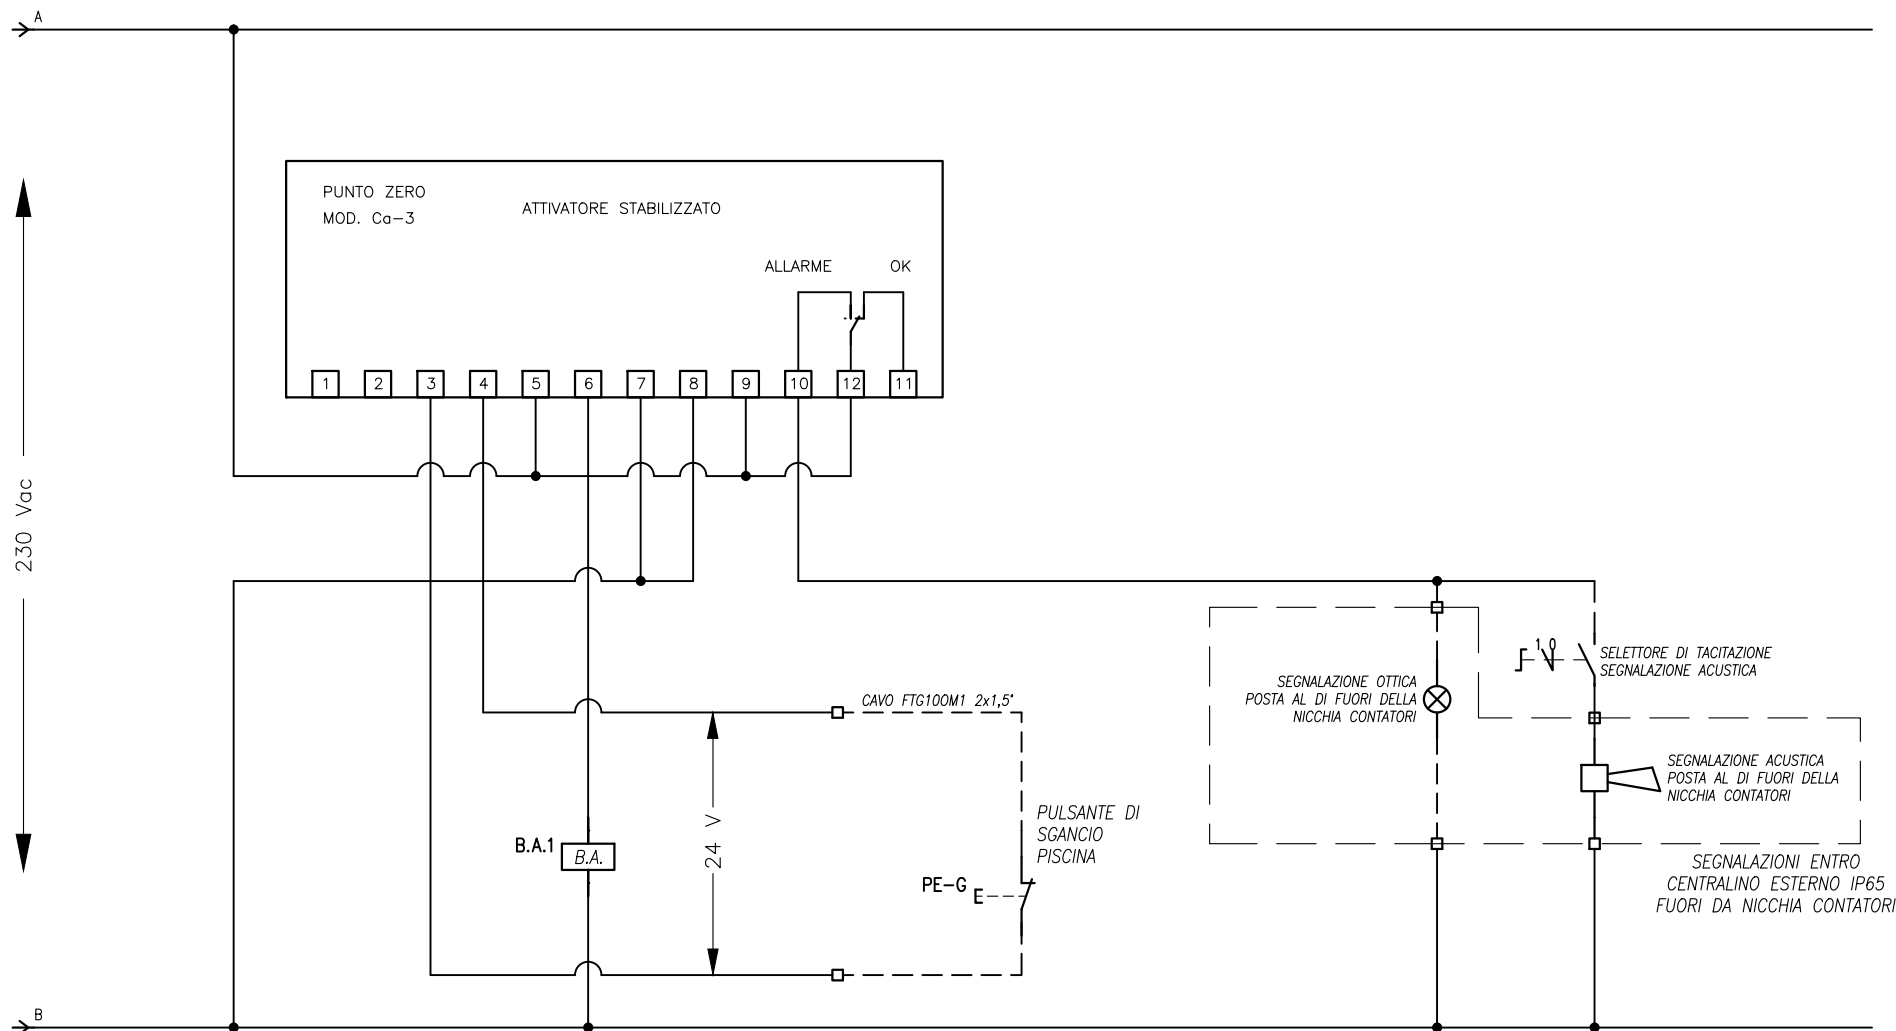 A
PUNTO ZERO
MOD. Ca-3
ATTIVATORE STABILIZZATO
ALLARME
OK
1
2
3
4
5
6
7
8
9
10
12
11
230 Vac
1 0
SELETTORE DI TACITAZIONE
SEGNALAZIONE ACUSTICA
SEGNALAZIONE OTTICA
POSTA AL DI FUORI DELLA
NICCHIA CONTATORI
CAVO FTG10OM1 2x1,5"
SEGNALAZIONE ACUSTICA
POSTA AL DI FUORI DELLA
NICCHIA CONTATORI
PULSANTE DI
SGANCIO
PISCINA
24 V
B.A.1
B.A.
PE-G
SEGNALAZIONI ENTRO
CENTRALINO ESTERNO IP65
FUORI DA NICCHIA CONTATORI
B